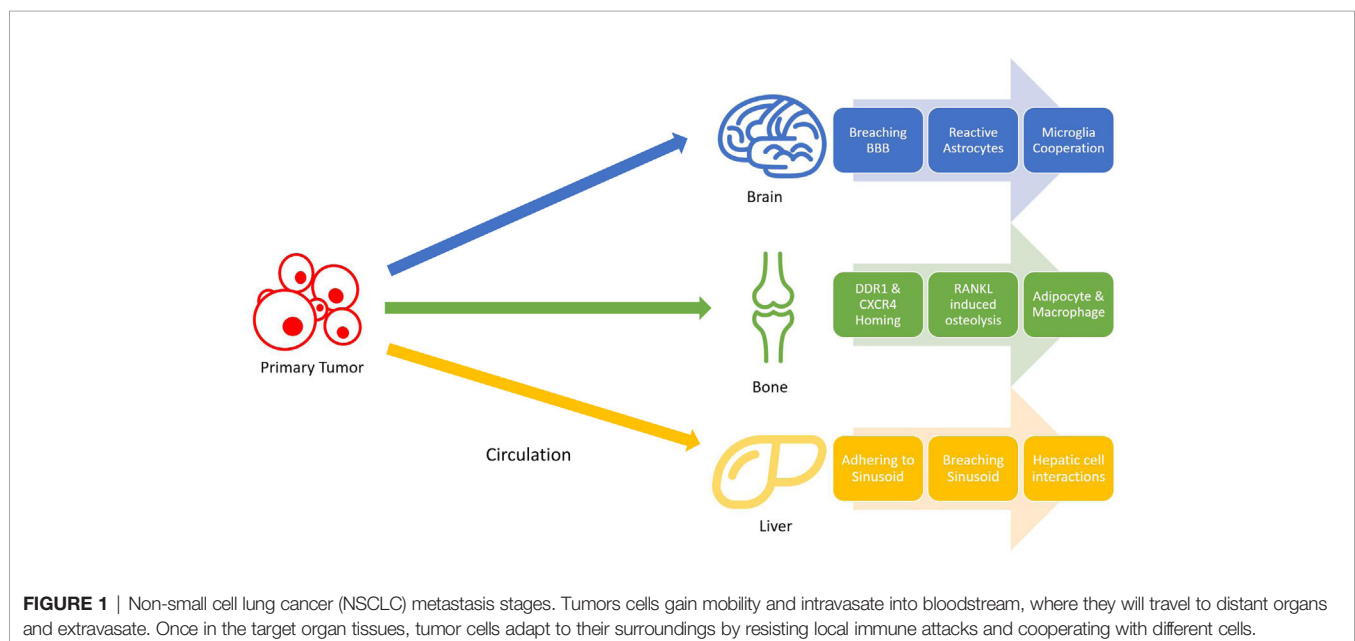 Breaching
BBB
Reactive
Astrocytes
Microglia
Cooperation
Brain
DDR1 &
CXCR4
Homing
RANKL
induced
osteolysis
Adipocyte &
Macrophage
Primary Tumor
Bone
Circulation
Adhering to
Sinusoid
Breaching
Sinusoid
Hepatic cell
interactions
Liver
FIGURE 1 | Non-small cell lung cancer (NSCLC) metastasis stages. Tumors cells gain mobility and intravasate into bloodstream, where they will travel to distant organs
and extravasate. Once in the target organ tissues, tumor cells adapt to their surroundings by resisting local immune attacks and cooperating with different cells.